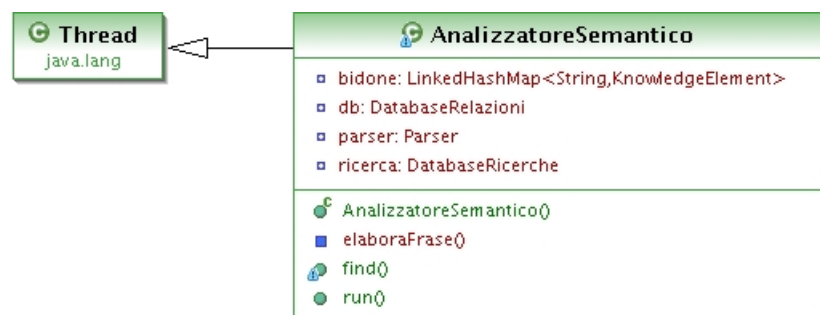 Thread
java.lang
AnalizzatoreSemantico
bidone: LinkedHashMap<String,KnowledgeElement>
db: DatabaseRelazioni
parser: Parser
ricerca: DatabaseRicerche
AnalizzatoreSemantico()
elaboraFrase()
find()
run()